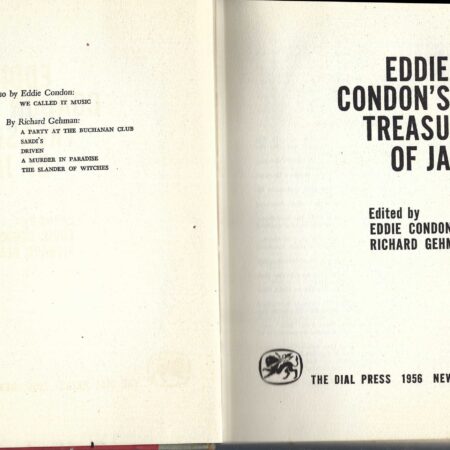 so by Eddie Condon:
WE CALLED IT MUSIC
By Richard Gehman:
A PARTY AT THE BUCHANAN CLUB
SARDI'S
DRIVEN
A MURDER IN PARADISE
THE SLANDER OF WITCHES
EDDIE
CONDON'S
TREASU
OF JA
Edited by
EDDIE CONDON
RICHARD GEHM
THE DIAL PRESS 1956 NEW